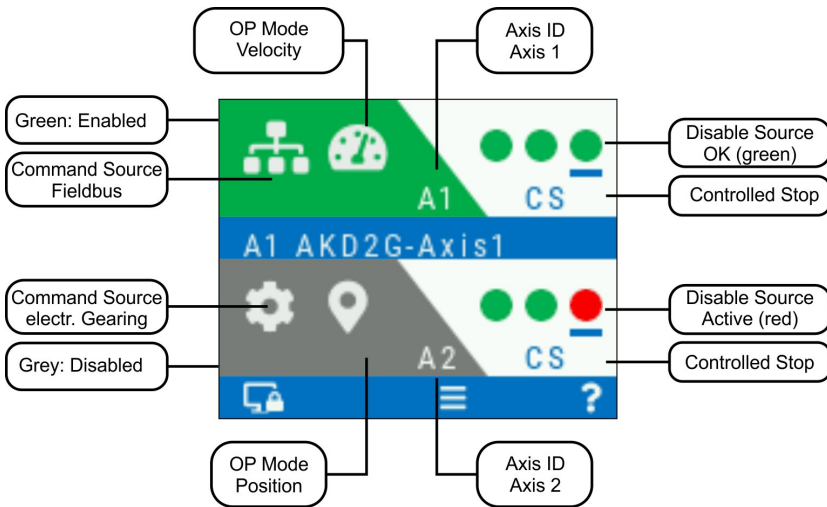 OP Mode
Velocity
Axis ID
Axis 1
Green: Enabled
Disable Source
OK (green)
Command Source
Fieldbus
A1
CS
Controlled Stop
A1 AKD2G-Axis1
Command Source
electr. Gearing
Disable Source
Active (red)
Grey: Disabled
A2
CS
Controlled Stop
?
OP Mode
Position
Axis ID
Axis 2